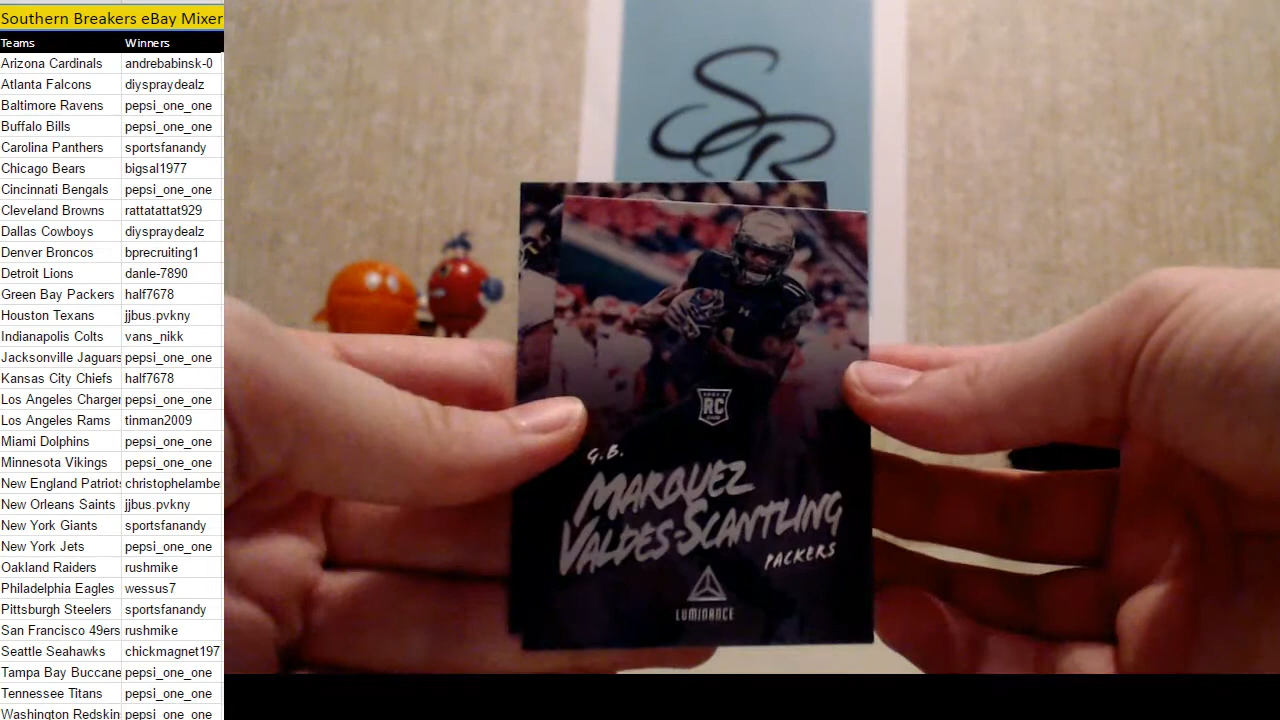 Southern Breakers eBay Mixer
Teams Winners
Arizona Cardinals andrebabinsk-0
Atlanta Falcons diyspraydealz
Baltimore Ravens pepsi_one_one
Buffalo Bills pepsi_one_one
Carolina Panthers sportsfanandy
Chicago Bears bigsal1977
Cincinnati Bengals pepsi_one_one
Cleveland Browns rattatattat929
Dallas Cowboys diyspraydealz
Denver Broncos bprecruiting1
Detroit Lions danle-7890
Green Bay Packers half7678
Houston Texans jjbus.pvkny
Indianapolis Colts vans_nikk
Jacksonville Jaguars pepsi_one_one
Kansas City Chiefs half7678
Los Angeles Charger pepsi_one_one
Los Angeles Rams tinman2009
Miami Dolphins pepsi_one_one
Minnesota Vikings pepsi_one_one
New England Patriots christophelambe
New Orleans Saints jjbus.pvkny
New York Giants sportsfanandy
New York Jets pepsi_one_one
Oakland Raiders rushmike
Philadelphia Eagles wessus7
Pittsburgh Steelers sportsfanandy
San Francisco 49ers rushmike
Seattle Seahawks chickmagnet197
Tampa Bay Buccane pepsi_one_one
Tennessee Titans pepsi_one_one
Washington Redskin pepsi_one_one
SB
RC
G.B.
MARQUEZ
VALDES-SCANTLING
PACKERS
LUMINANCE